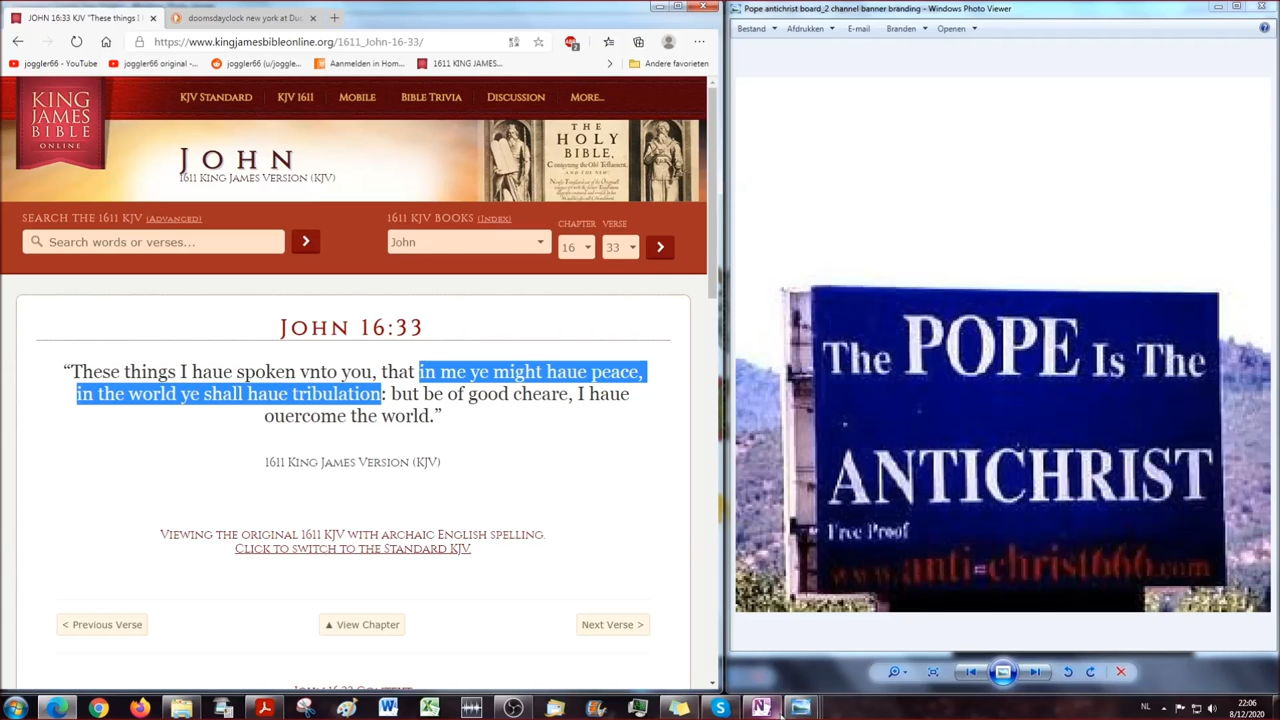 JOHN 16:33 KJV "These things I
doomsdayclock new york at Du
https://www.kingjamesbibleonline.org/1611_John-16-33/
2
joggler66 - YouTube
joggler66 original -...
joggler66 (u/joggle...
Aanmelden in Hom...
1611 KING JAMES...
Andere favorieten
KING
JAMES
BIBLE
ONLINE
KJV STANDARD
KJV 1611
MOBILE
BIBLE TRIVIA
DISCUSSION
MORE...
JOHN
1611 KING JAMES VERSION (KJV)
THE
HOLY
BIBLE,
SEARCH THE 1611 KJV (ADVANCED)
Search words or verses...
1611 KJV BOOKS (INDEX)
John
CHAPTER
16
VERSE
33
JOHN 16:33
“These things I haue spoken vnto you, that in me ye might haue peace,
in the world ye shall haue tribulation: but be of good cheare, I haue
ouercome the world.”
1611 King James Version (KJV)
Viewing the original 1611 KJV with archaic English spelling.
Click to switch to the Standard KJV
< Previous Verse
▲ View Chapter
Next Verse >
John 16:33 Content
Pope antichrist board_2 channel banner branding - Windows Photo Viewer
Bestand
Afdrukken
E-mail
Branden
Openen
The POPE Is The
ANTICHRIST
Free Proof
www.anti-christ666.com
NL
22:06
8/12/2020